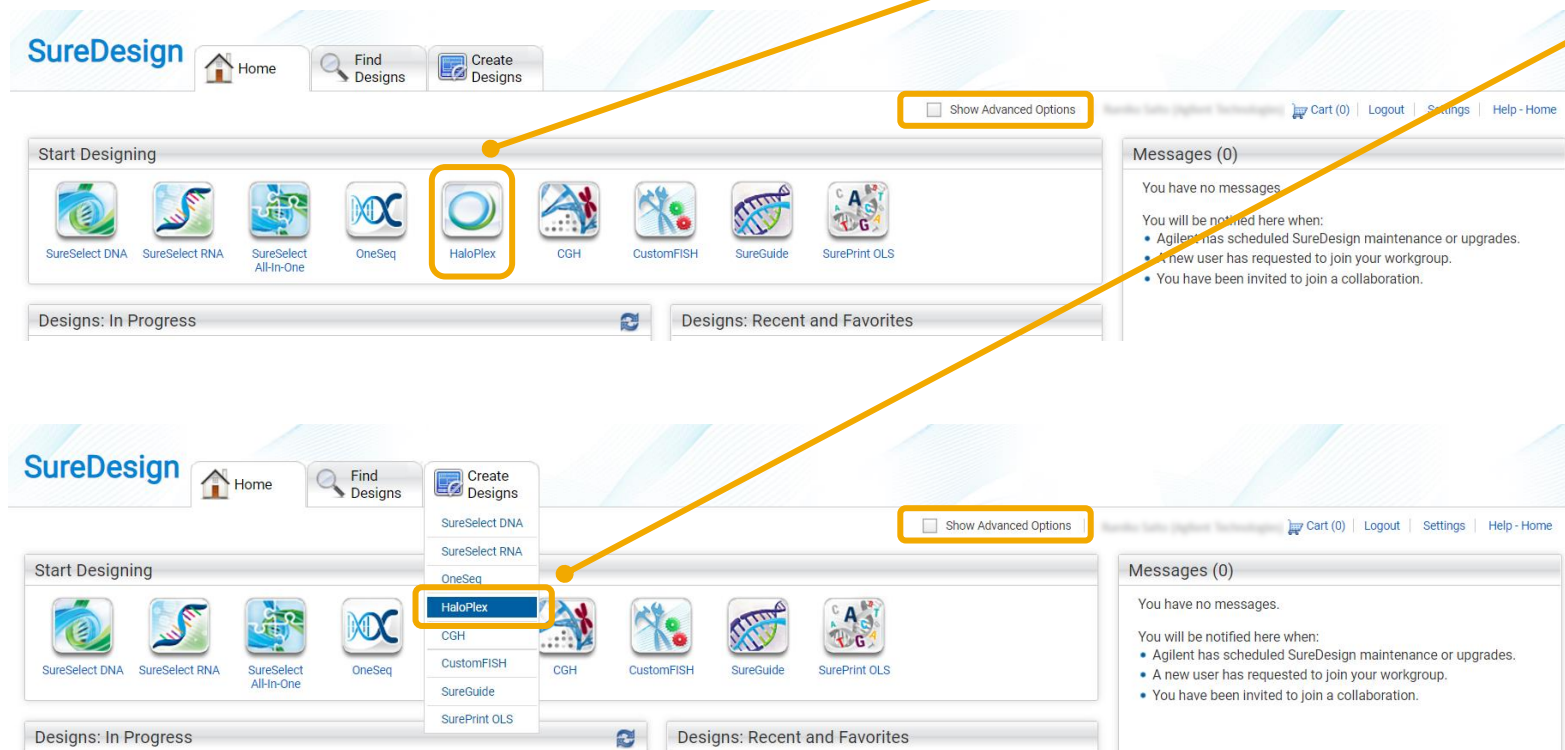 SureDesign
Home
Find
Designs
Create
Designs
Show Advanced Options
Cart (0) | Logout | Settings | Help - Home
Start Designing
SureSelect DNA
SureSelect RNA
SureSelect
All-In-One
OneSeq
HaloPlex
CGH
CustomFISH
SureGuide
SurePrint OLS
Messages (0)
You have no messages.
You will be notified here when:
• Agilent has scheduled SureDesign maintenance or upgrades.
• A new user has requested to join your workgroup.
• You have been invited to join a collaboration.
Designs: In Progress
Designs: Recent and Favorites
SureDesign
Home
Find
Designs
Create
Designs
SureSelect DNA
SureSelect RNA
OneSeq
HaloPlex
CGH
CustomFISH
SureGuide
SurePrint OLS
Show Advanced Options
Cart (0) | Logout | Settings | Help - Home
Start Designing
SureSelect DNA
SureSelect RNA
SureSelect
All-In-One
OneSeq
CGH
CustomFISH
SureGuide
SurePrint OLS
Messages (0)
You have no messages.
You will be notified here when:
• Agilent has scheduled SureDesign maintenance or upgrades.
• A new user has requested to join your workgroup.
• You have been invited to join a collaboration.
Designs: In Progress
Designs: Recent and Favorites